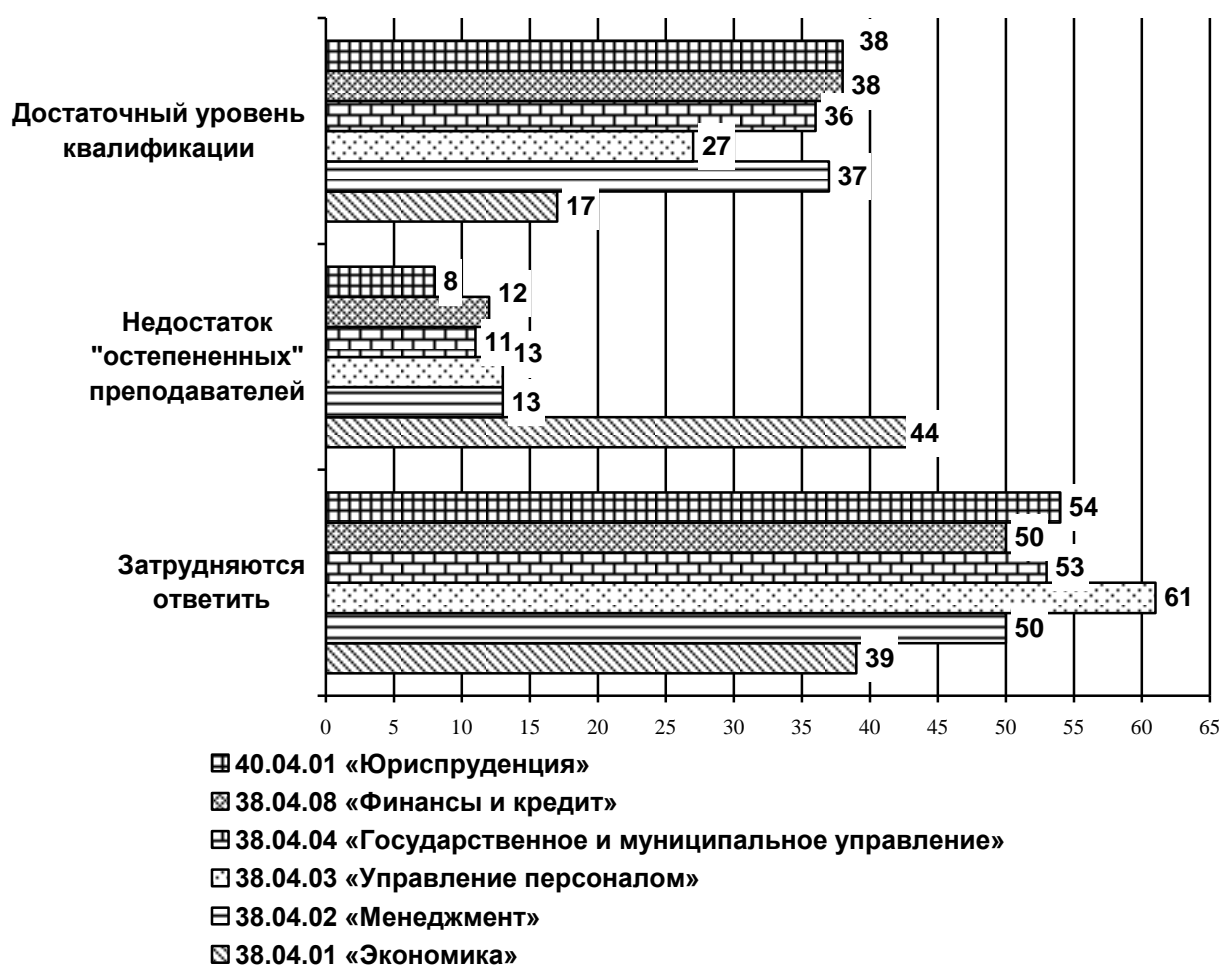 38
38
Достаточный уровень
квалификации
36
27
37
17
8
12
Недостаток
"остепененных"
преподавателей
11
13
13
44
54
50
Затрудняются
ответить
53
61
50
39
0 5 10 15 20 25 30 35 40 45 50 55 60 65
40.04.01 «Юриспруденция»
38.04.08 «Финансы и кредит»
38.04.04 «Государственное и муниципальное управление»
38.04.03 «Управление персоналом»
38.04.02 «Менеджмент»
38.04.01 «Экономика»